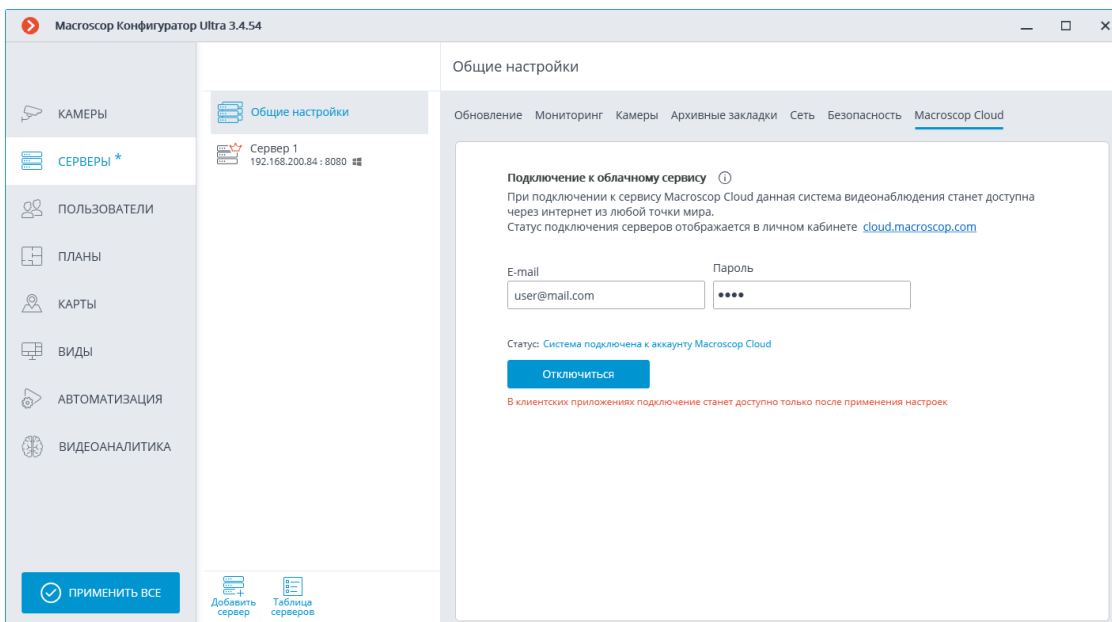 Macroscop Конфигуратор Ultra 3.4.54
КАМЕРЫ
СЕРВЕРЫ *
ПОЛЬЗОВАТЕЛИ
ПЛАНЫ
КАРТЫ
ВИДЫ
АВТОМАТИЗАЦИЯ
ВИДЕОАНАЛИТИКА
ПРИМЕНИТЬ ВСЕ
Общие настройки
Сервер 1
192.168.200.84 : 8080
Добавить
сервер
Таблица
серверов
Общие настройки
Обновление Мониторинг Камеры Архивные закладки Сеть Безопасность Macroscop Cloud
Подключение к облачному сервису
При подключении к сервису Macroscop Cloud данная система видеонаблюдения станет доступна
через интернет из любой точки мира.
Статус подключения серверов отображается в личном кабинете cloud.macroscop.com
E-mail Пароль
user@mail.com ••••
Статус: Система подключена к аккаунту Macroscop Cloud
Отключиться
В клиентских приложениях подключение станет доступно только после применения настроек